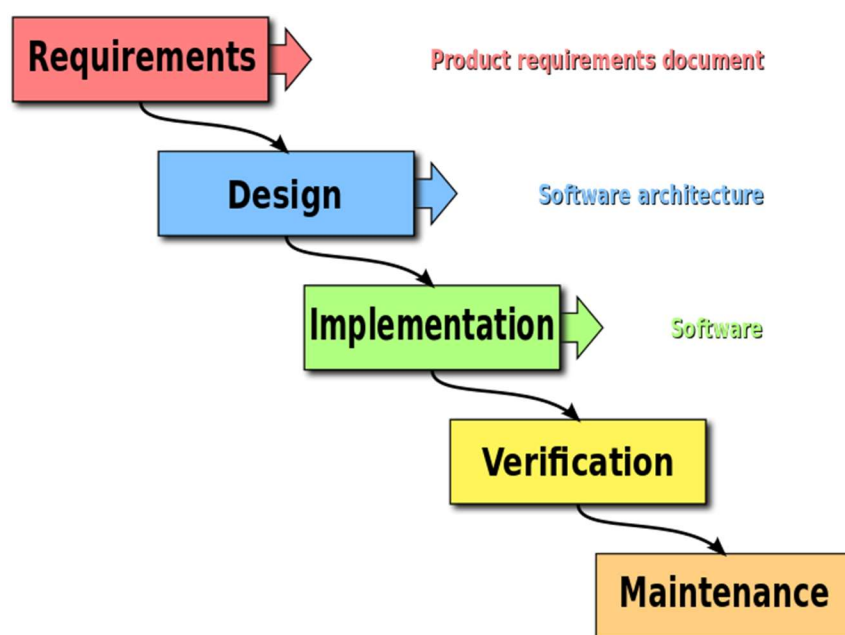 Requirements
Product requirements document
Design
Software architecture
Implementation
Software
Verification
Maintenance